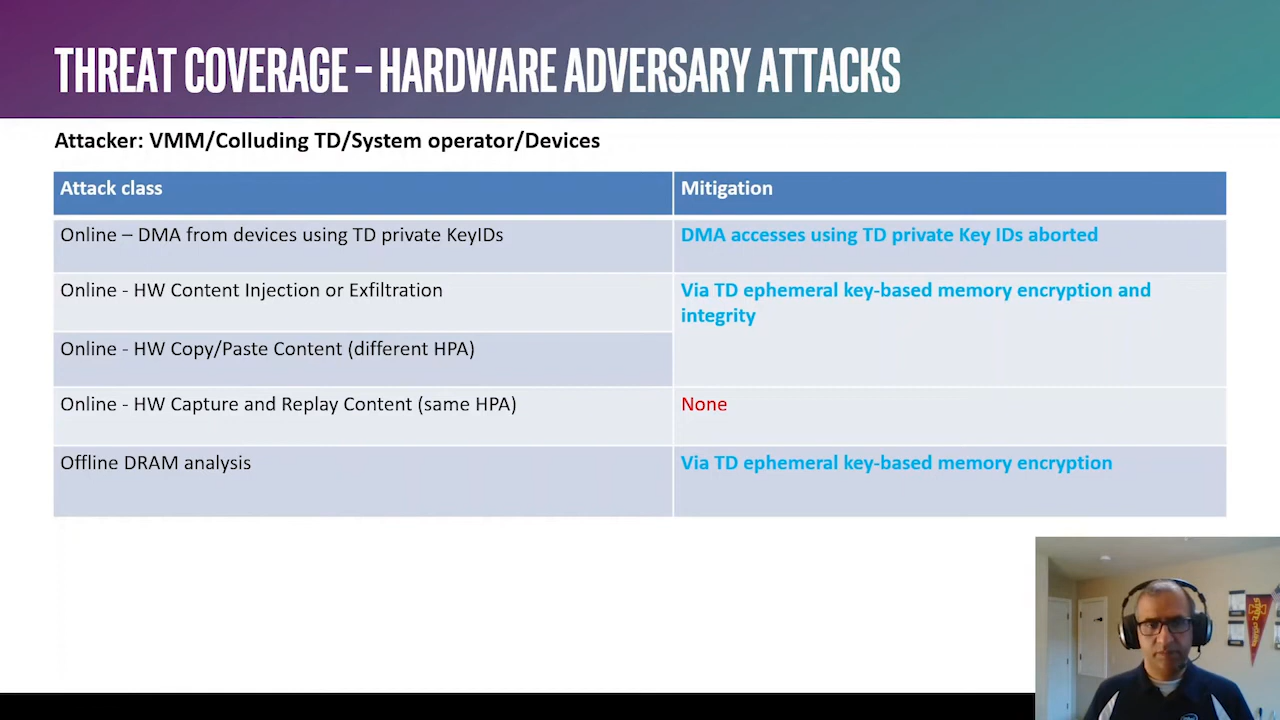 THREAT COVERAGE – HARDWARE ADVERSARY ATTACKS
Attacker: VMM/Colluding TD/System operator/Devices
Attack class
Mitigation
Online – DMA from devices using TD private KeyIDs
DMA accesses using TD private Key IDs aborted
Online - HW Content Injection or Exfiltration
Via TD ephemeral key-based memory encryption and
integrity
Online - HW Copy/Paste Content (different HPA)
Online - HW Capture and Replay Content (same HPA)
None
Offline DRAM analysis
Via TD ephemeral key-based memory encryption